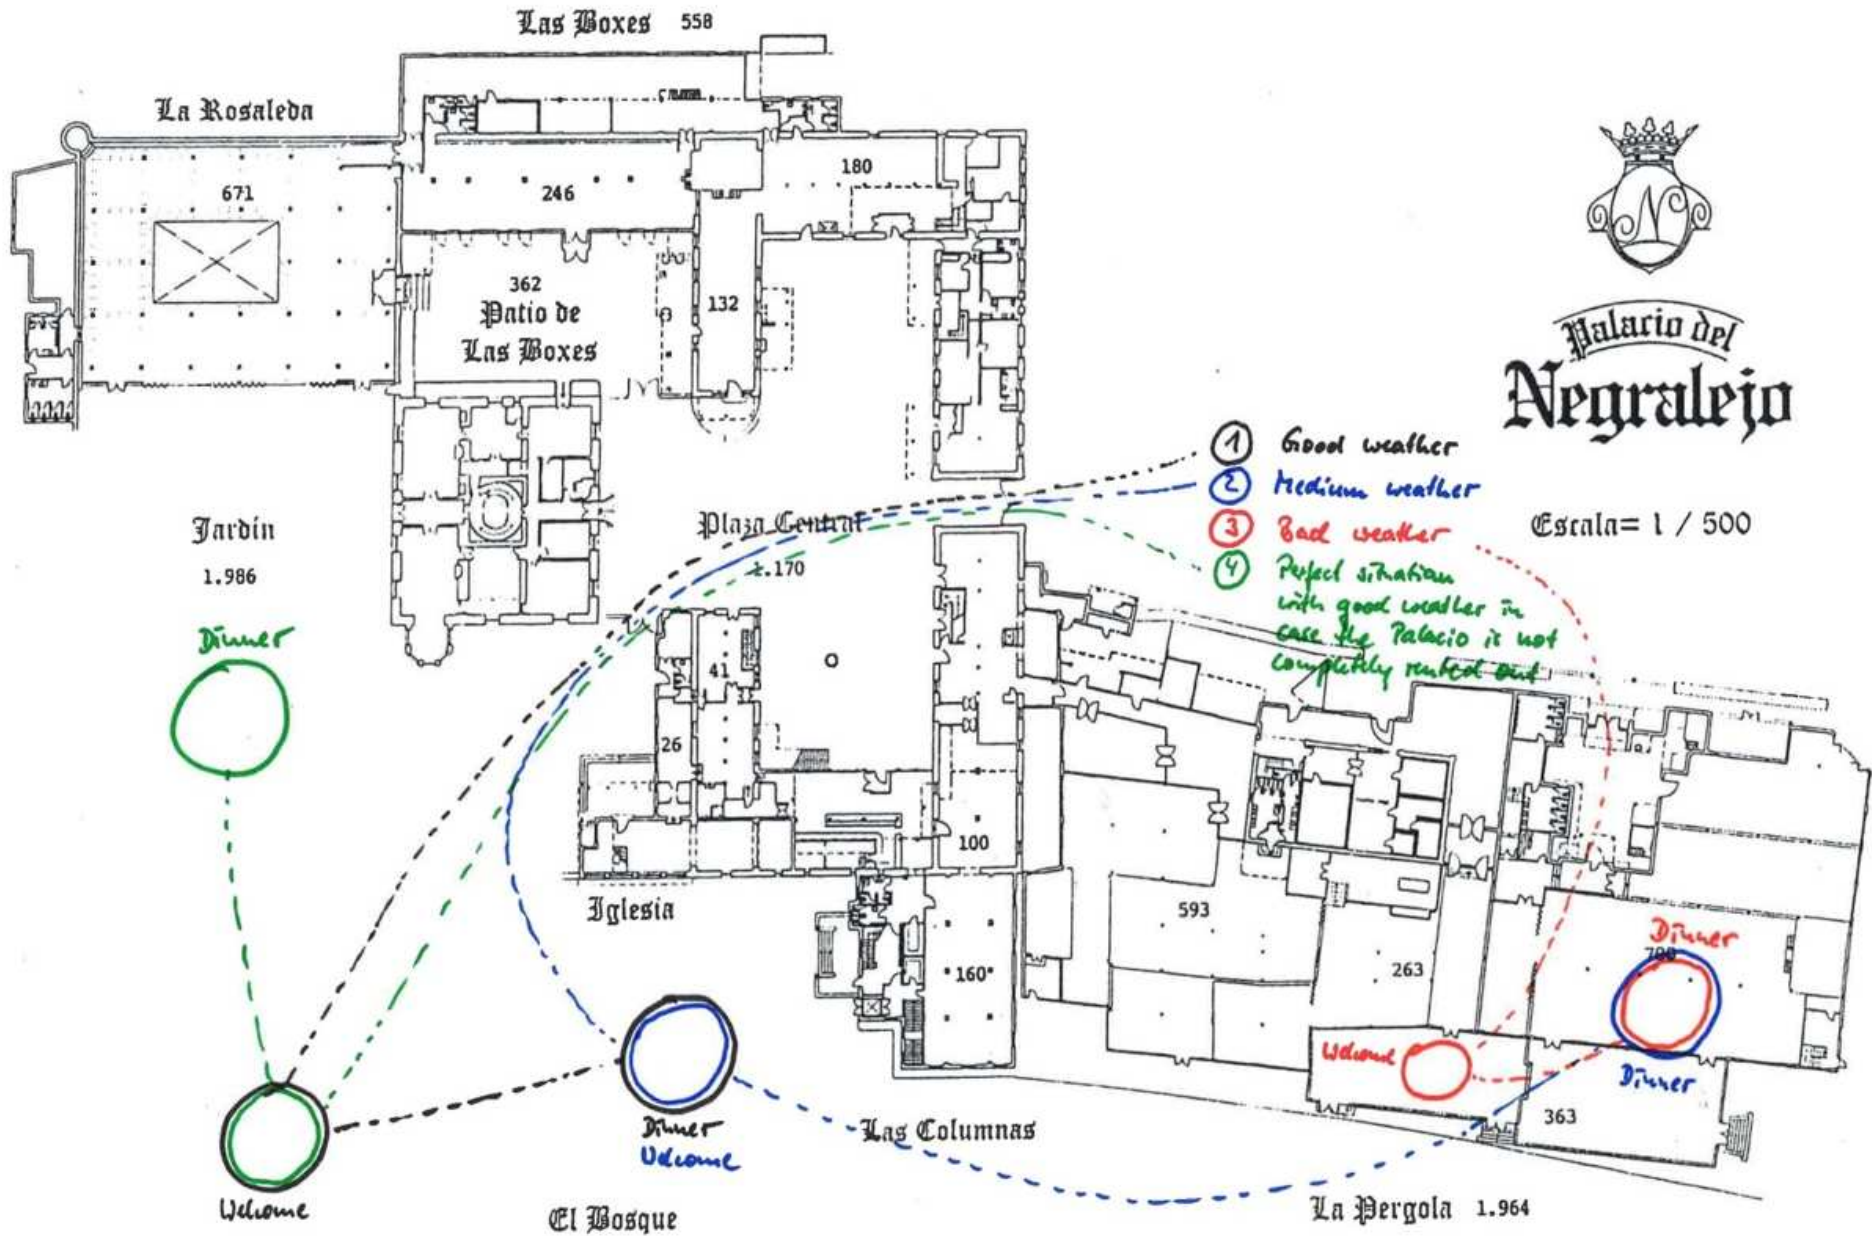 Las Boxes 558
La Rosaleda
671
246
180
362
Patio de
Las Boxes
132
N
Palacio del
Negralejo
Escala= 1 / 500
1 Good weather
2 Medium weather
3 Bad weather
4 Perfect situation
with good weather in
case the Palacio is not
completely rented out
Jardín
1.986
Plaza Central
1.170
Dinner
41
26
100
Iglesia
160
593
263
Dinner
700
Welcome
Dinner
363
Dinner
Welcome
Las Columnas
Welcome
El Bosque
La Pergola 1.964